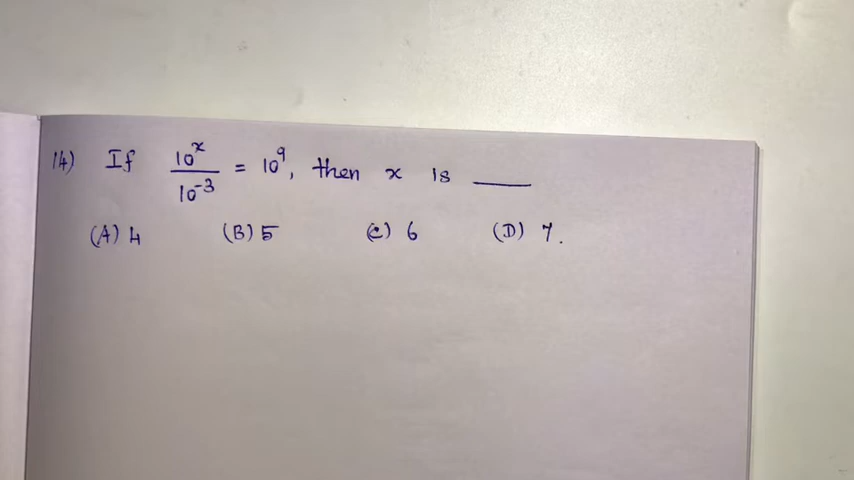 14) If 10^x / 10^-3 = 10^9, then x is ____
(A) 4 (B) 5 (C) 6 (D) 7.